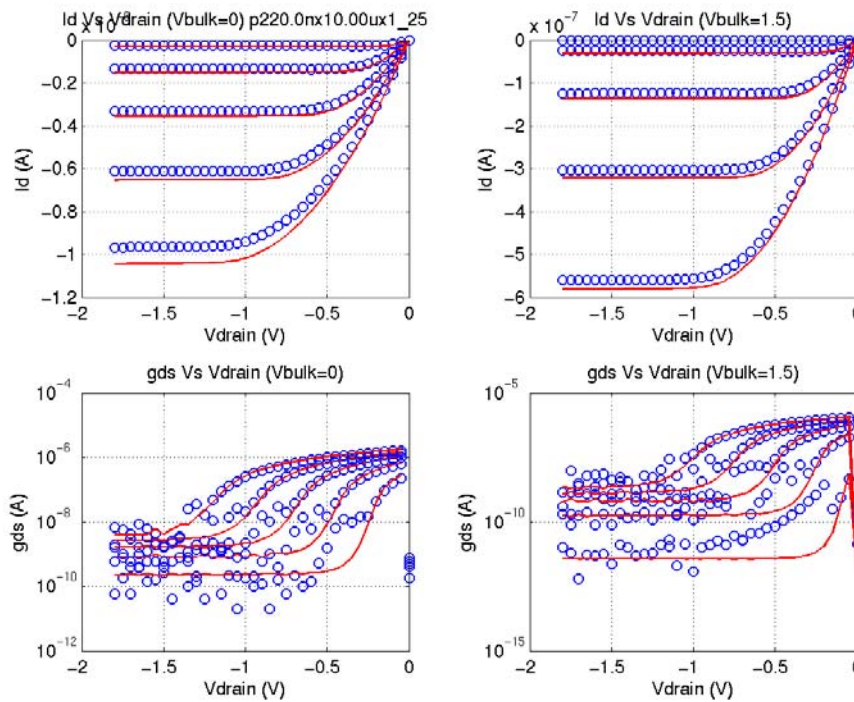 Id Vs Vdrain (Vbulk=0) p220.0nx10.00ux1_25
Id Vs Vdrain (Vbulk=1.5)
x 10
x 10⁻⁷
0
-0.2
-0.4
-0.6
-0.8
-1
-1.2
Id (A)
-2 -1.5 -1 -0.5 0
Vdrain (V)
0
-1
-2
-3
-4
-5
-6
Id (A)
-2 -1.5 -1 -0.5 0
Vdrain (V)
gds Vs Vdrain (Vbulk=0)
10⁻⁴
10⁻⁶
10⁻⁸
10⁻¹⁰
10⁻¹²
gds (A)
-2 -1.5 -1 -0.5 0
Vdrain (V)
gds Vs Vdrain (Vbulk=1.5)
10⁻⁵
10⁻¹⁰
10⁻¹⁵
gds (A)
-2 -1.5 -1 -0.5 0
Vdrain (V)